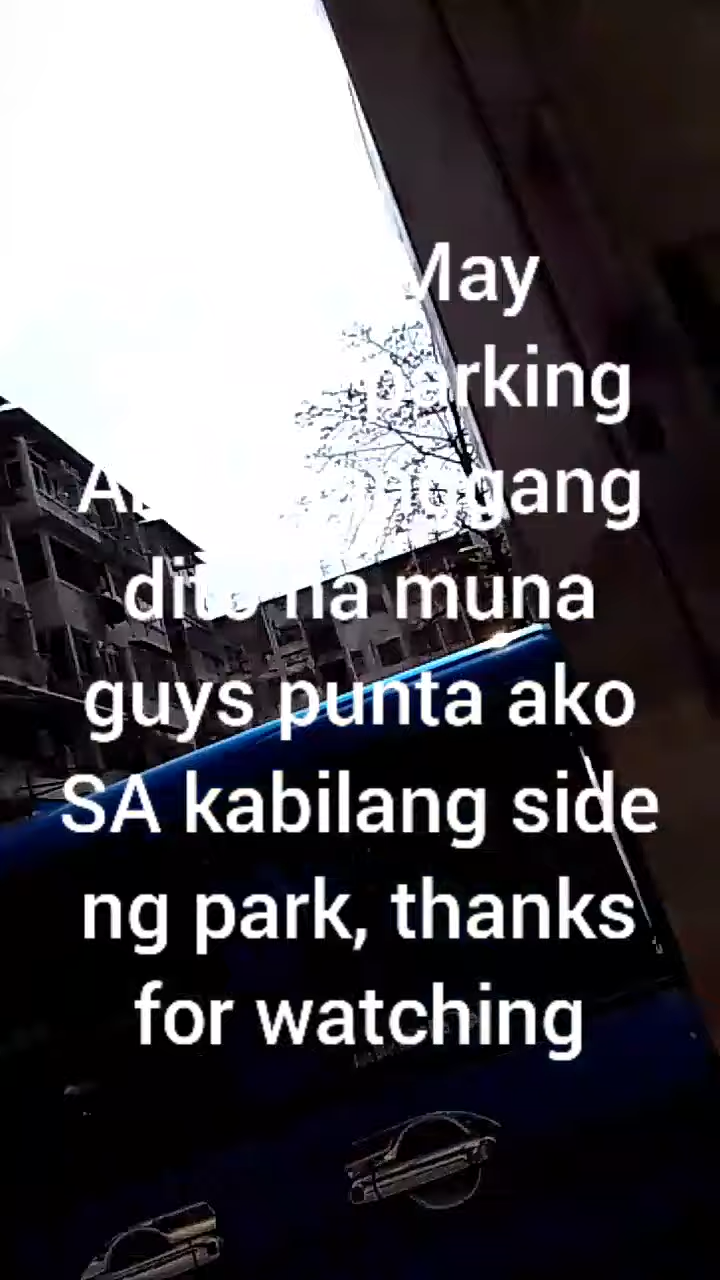 May
parking
dito na muna
guys punta ako
SA kabilang side
ng park, thanks
for watching